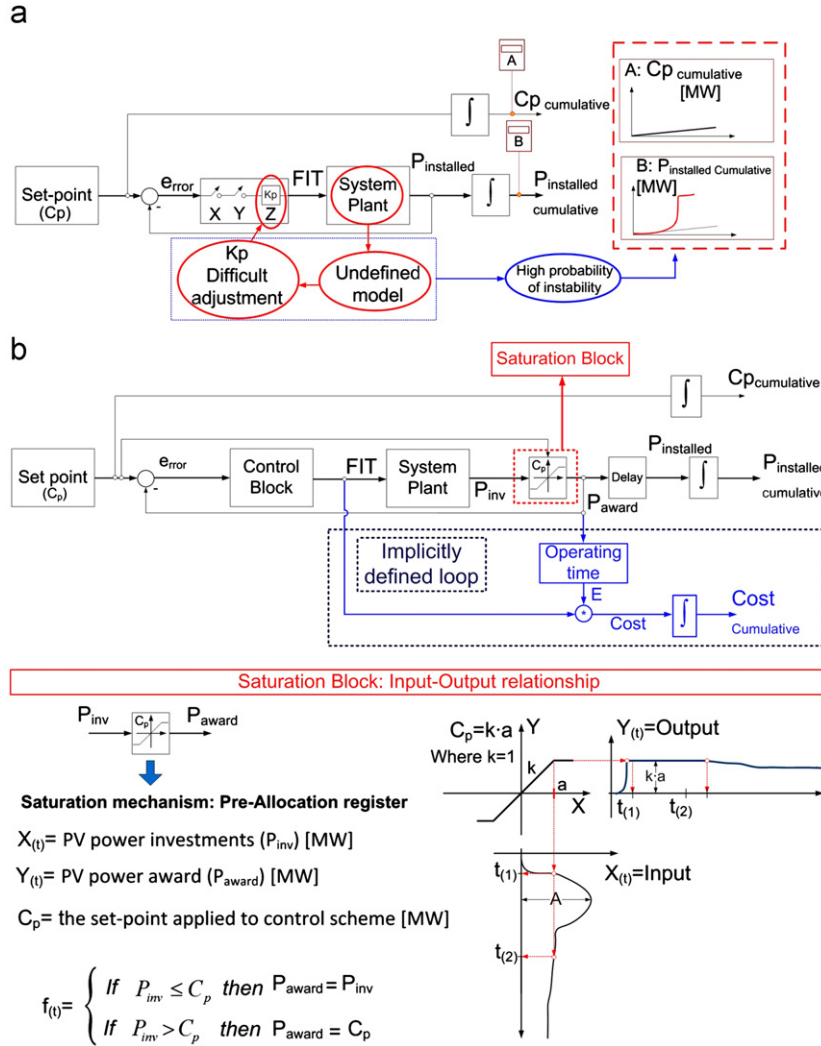 a
A
Cp cumulative
A: Cp cumulative
[MW]
B
Set-point
(Cp)
error
-
X Y Z
Kp
FIT
System
Plant
Pinstalled
∫
∫
Pinstalled
cumulative
B: Pinstalled Cumulative
[MW]
Kp
Difficult
adjustment
Undefined
model
High probability
of instability
b
Saturation Block
∫
Cpcumulative
Set point
(Cp)
error
-
Control
Block
FIT
System
Plant
Pinv
Cp
Paward
Delay
Pinstalled
∫
Pinstalled
cumulative
Implicitly
defined loop
Operating
time
E
*
Cost
∫
Cost
Cumulative
Saturation Block: Input-Output relationship
Pinv
Cp
Paward
Saturation mechanism: Pre-Allocation register
X(t)= PV power investments (Pinv) [MW]
Y(t)= PV power award (Paward) [MW]
Cp= the set-point applied to control scheme [MW]
f(t)=
If Pinv ≤ Cp then Paward = Pinv
If Pinv > Cp then Paward = Cp
Cp=k·a
Where k=1
Y
k
a
X
Y(t)=Output
k·a
t(1)
t(2)
X(t)=Input
t(1)
A
t(2)